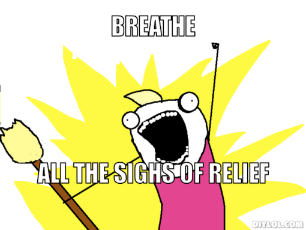 BREATHE
ALL THE SIGHS OF RELIEF
DIYLOL.COM